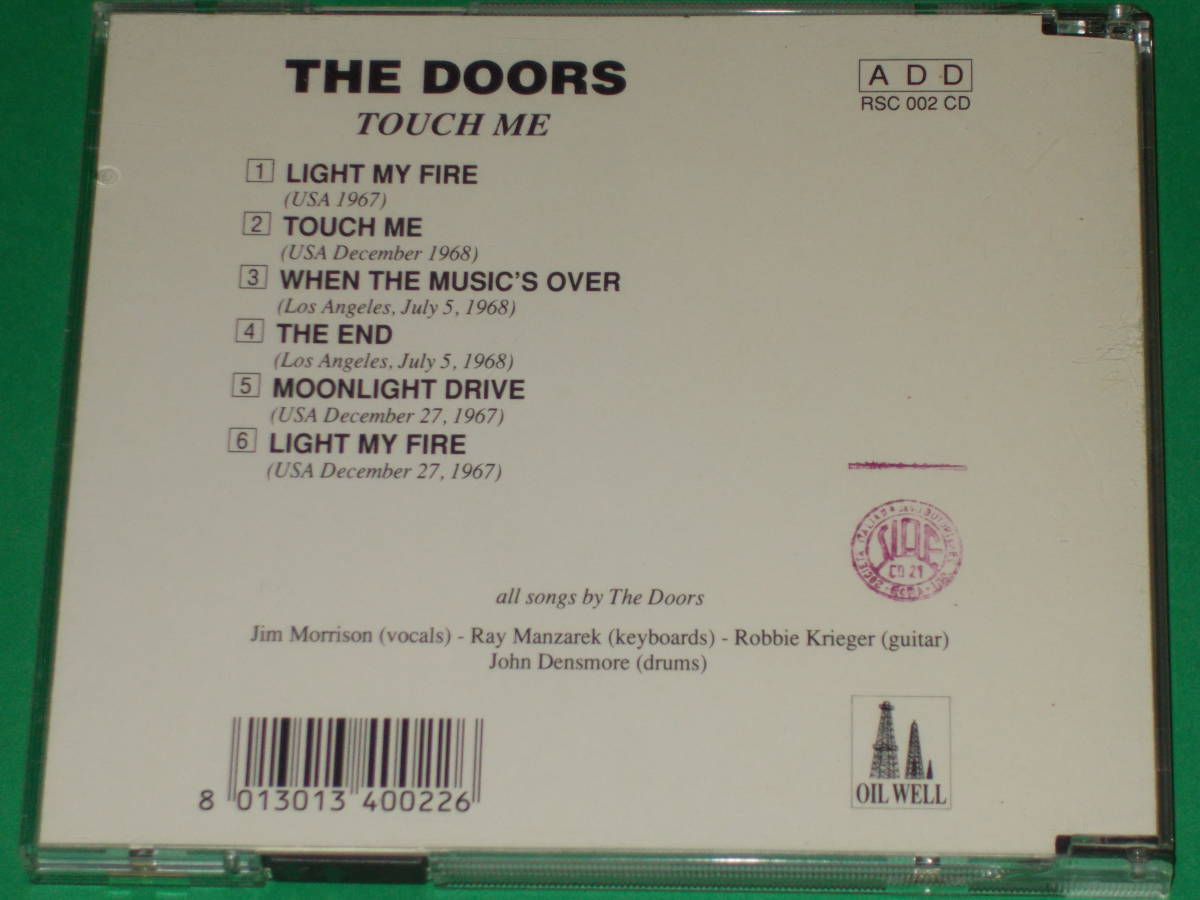 THE DOORS
TOUCH ME
A D D
RSC 002 CD
1 LIGHT MY FIRE
(USA 1967)
2 TOUCH ME
(USA December 1968)
3 WHEN THE MUSIC'S OVER
(Los Angeles, July 5, 1968)
4 THE END
(Los Angeles, July 5, 1968)
5 MOONLIGHT DRIVE
(USA December 27, 1967)
6 LIGHT MY FIRE
(USA December 27, 1967)
SIAE
CD 21
all songs by The Doors
Jim Morrison (vocals) - Ray Manzarek (keyboards) - Robbie Krieger (guitar)
John Densmore (drums)
8 013013 400226
OIL WELL